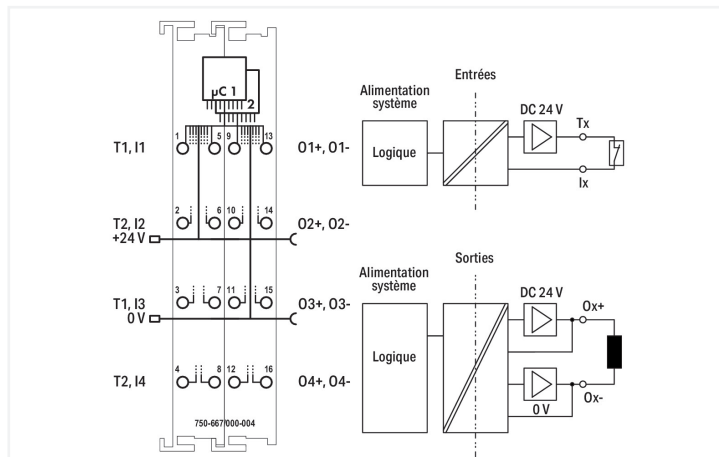 µC 1
2
1
5
9
13
T1, I1
O1+, O1-
2
6
10
14
T2, I2
O2+, O2-
+24 V
3
7
11
15
T1, I3
O3+, O3-
0 V
4
8
12
16
T2, I4
O4+, O4-
750-667/000-004
Entrées
Alimentation
système
DC 24 V
Tx
Logique
Ix
Sorties
Alimentation
système
DC 24 V
Ox+
Logique
0 V
Ox-